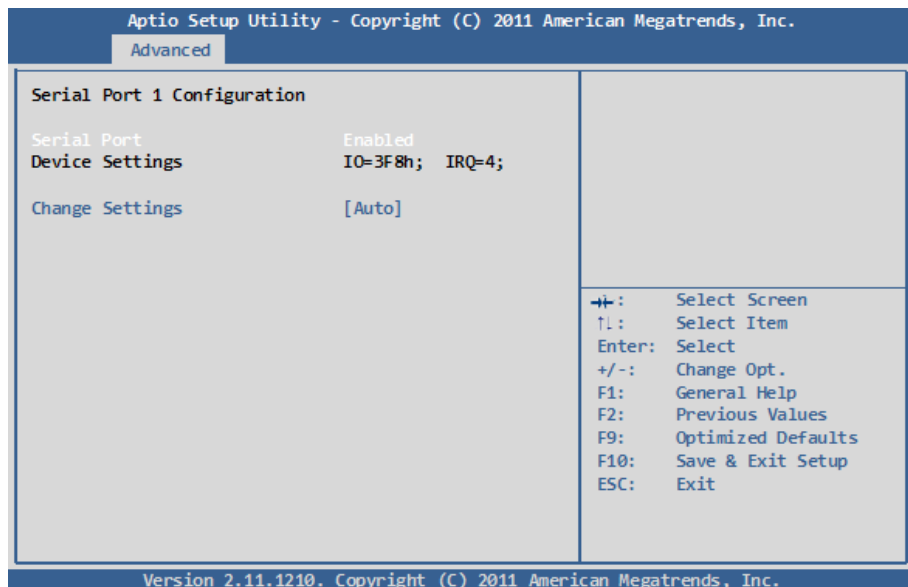 Aptio Setup Utility - Copyright (C) 2011 American Megatrends, Inc.
Advanced
Serial Port 1 Configuration
Serial Port Enabled
Device Settings IO=3F8h; IRQ=4;
Change Settings [Auto]
→←: Select Screen
↑↓: Select Item
Enter: Select
+/-: Change Opt.
F1: General Help
F2: Previous Values
F9: Optimized Defaults
F10: Save & Exit Setup
ESC: Exit
Version 2.11.1210. Copyright (C) 2011 American Megatrends, Inc.